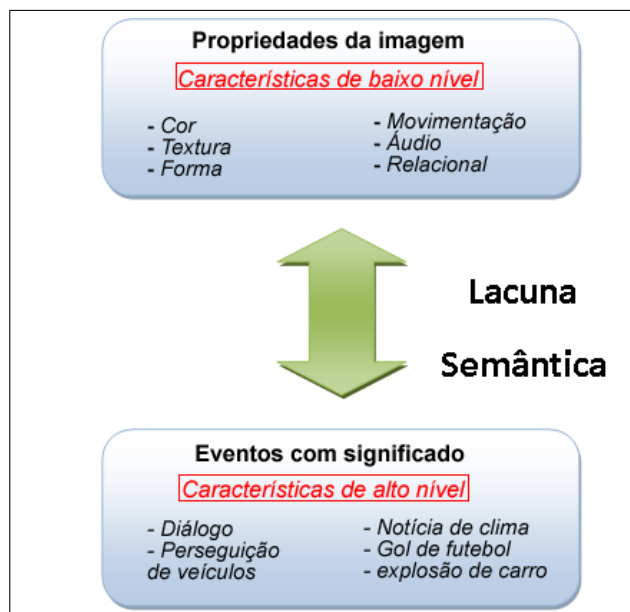 Propriedades da imagem
Características de baixo nível
- Cor
- Textura
- Forma
- Movimentação
- Áudio
- Relacional
Lacuna
Semântica
Eventos com significado
Características de alto nível
- Diálogo
- Perseguição
de veículos
- Notícia de clima
- Gol de futebol
- explosão de carro